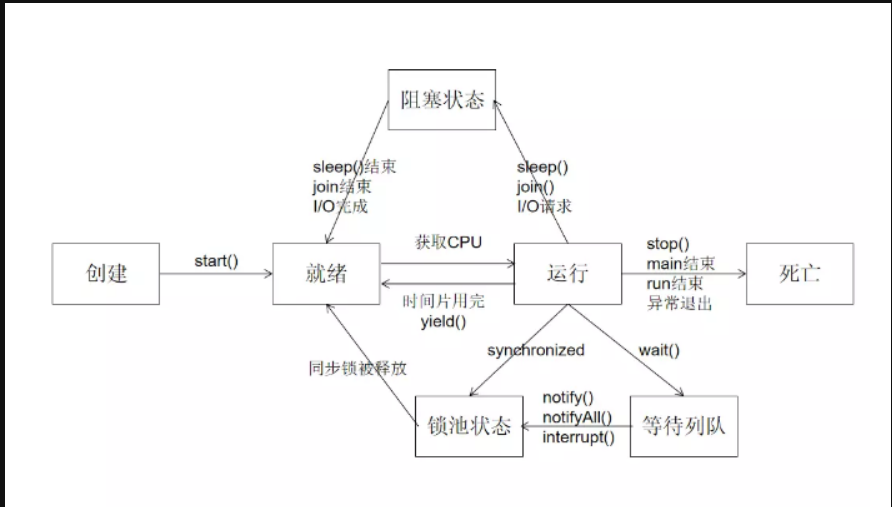 阻塞状态
sleep()结束
join结束
I/O完成
sleep()
join()
I/O请求
创建
start()
就绪
获取CPU
时间片用完
yield()
运行
stop()
main结束
run结束
异常退出
死亡
synchronized
wait()
同步锁被释放
锁池状态
notify()
notifyAll()
interrupt()
等待列队